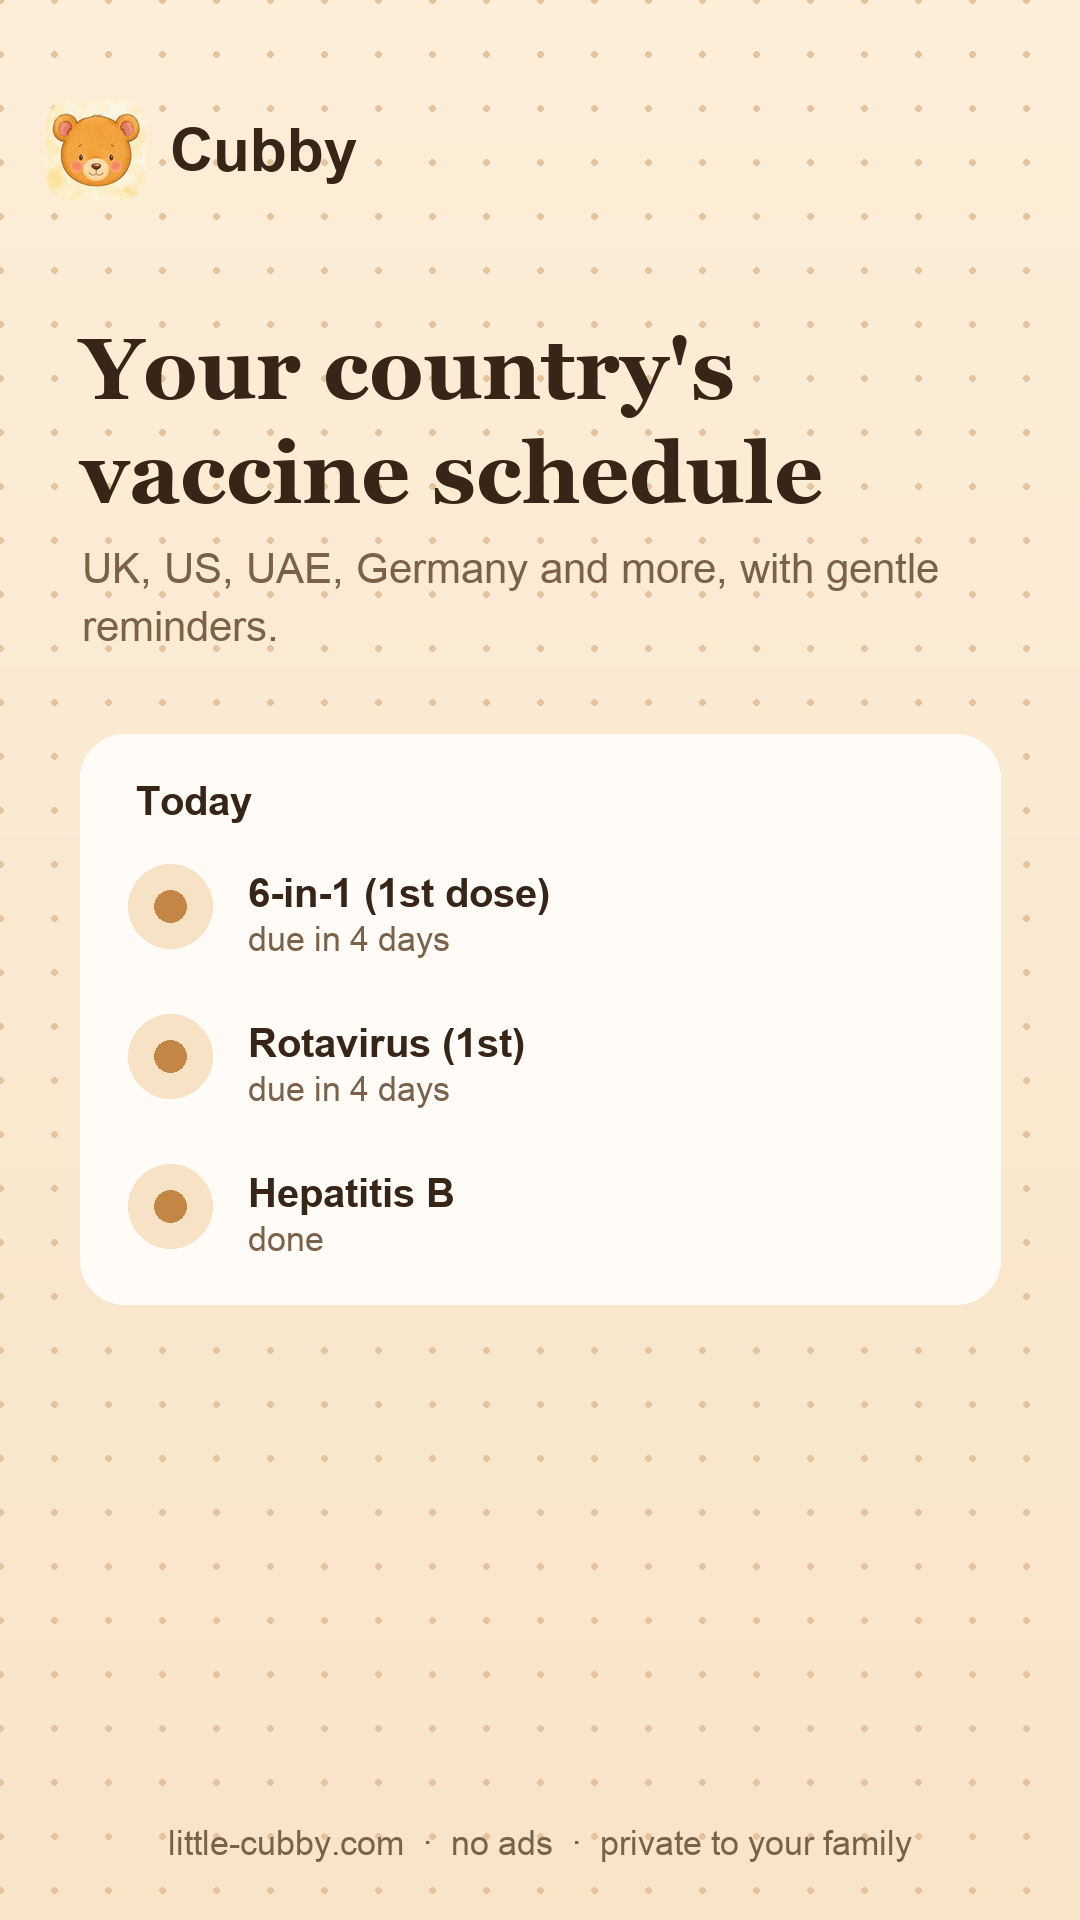 Cubby
Your country's
vaccine schedule
UK, US, UAE, Germany and more, with gentle
reminders.
Today
6-in-1 (1st dose)
due in 4 days
Rotavirus (1st)
due in 4 days
Hepatitis B
done
little-cubby.com · no ads · private to your family